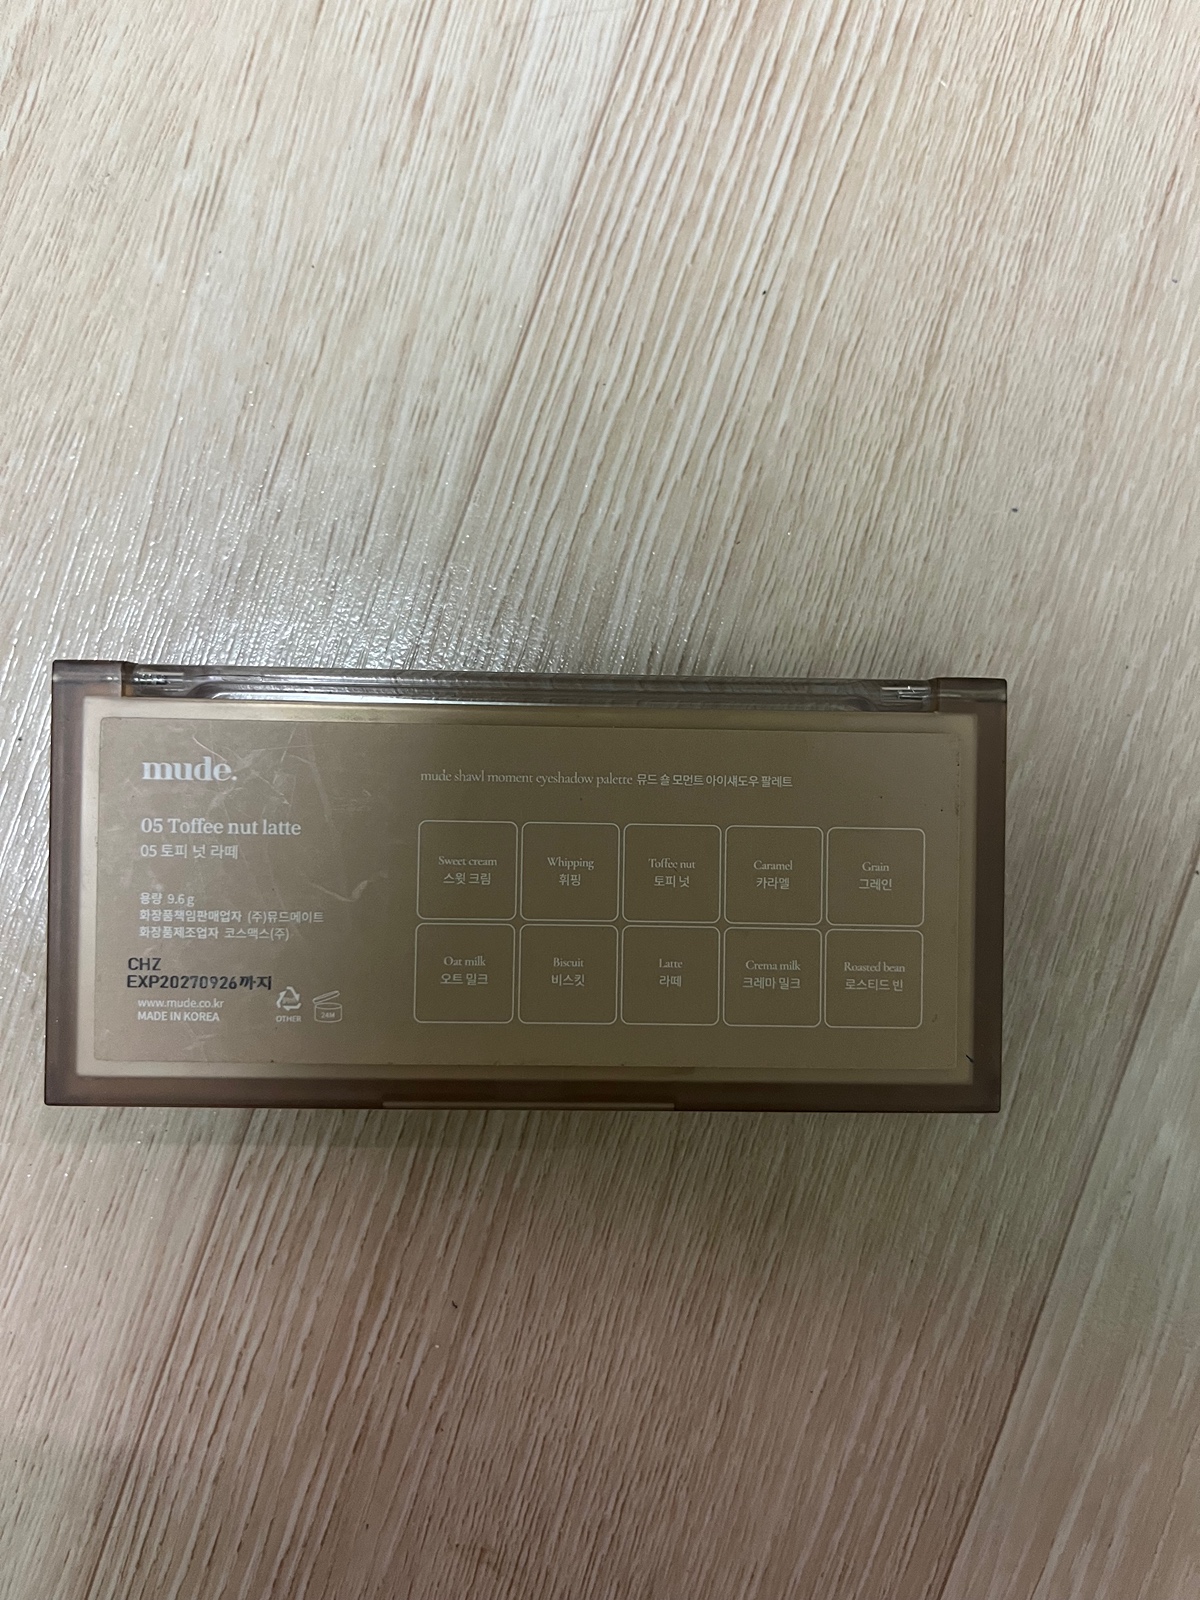 mude.
05 Toffee nut latte
05 토피 넛 라떼
용량 9.6 g
화장품책임판매업자 (주)뮤드메이트
화장품제조업자 코스맥스(주)
CHZ
EXP20270926까지
www.mude.co.kr
MADE IN KOREA
OTHER
24M
mude shawl moment eyeshadow palette 뮤드 숄 모먼트 아이섀도우 팔레트
Sweet cream
스윗 크림
Whipping
휘핑
Toffee nut
토피 넛
Caramel
카라멜
Grain
그레인
Oat milk
오트 밀크
Biscuit
비스킷
Latte
라떼
Crema milk
크레마 밀크
Roasted bean
로스티드 빈